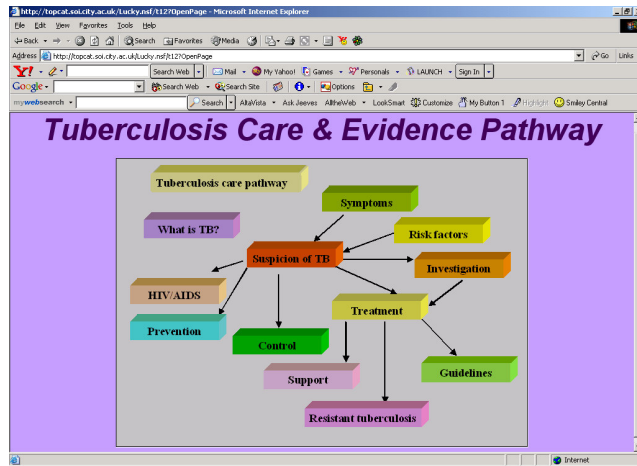 http://topcat.soi.city.ac.uk/Lucky.nsf/t12?OpenPage - Microsoft Internet Explorer
File Edit View Favorites Tools Help
Back Search Favorites Media
Address http://topcat.soi.city.ac.uk/Lucky.nsf/t12?OpenPage Go Links
Y! Search Web Mail My Yahoo! Games Personals LAUNCH Sign In
Google Search Web Search Site Options
mywebsearch Search AltaVista Ask Jeeves AlltheWeb LookSmart Customize My Button 1 Highlight Smiley Central
Tuberculosis Care & Evidence Pathway
Tuberculosis care pathway
Symptoms
What is TB?
Risk factors
Suspicion of TB
Investigation
HIV/AIDS
Treatment
Prevention
Control
Guidelines
Support
Resistant tuberculosis
Internet